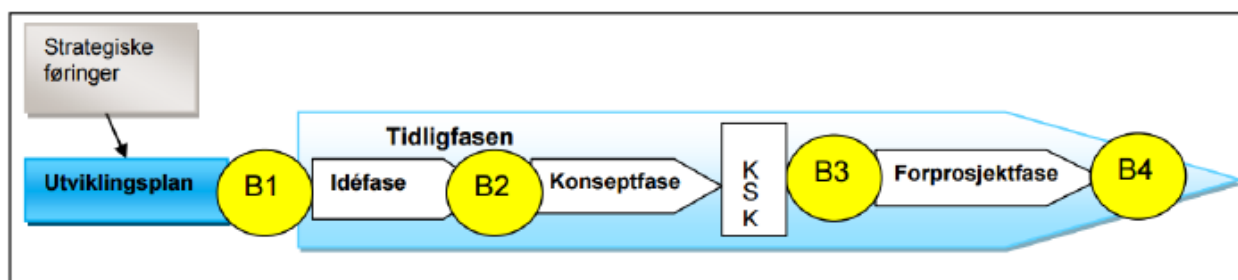 Strategiske
føringer
Tidligfasen
Utviklingsplan
B1
Idéfase
B2
Konseptfase
K
S
K
B3
Forprosjektfase
B4